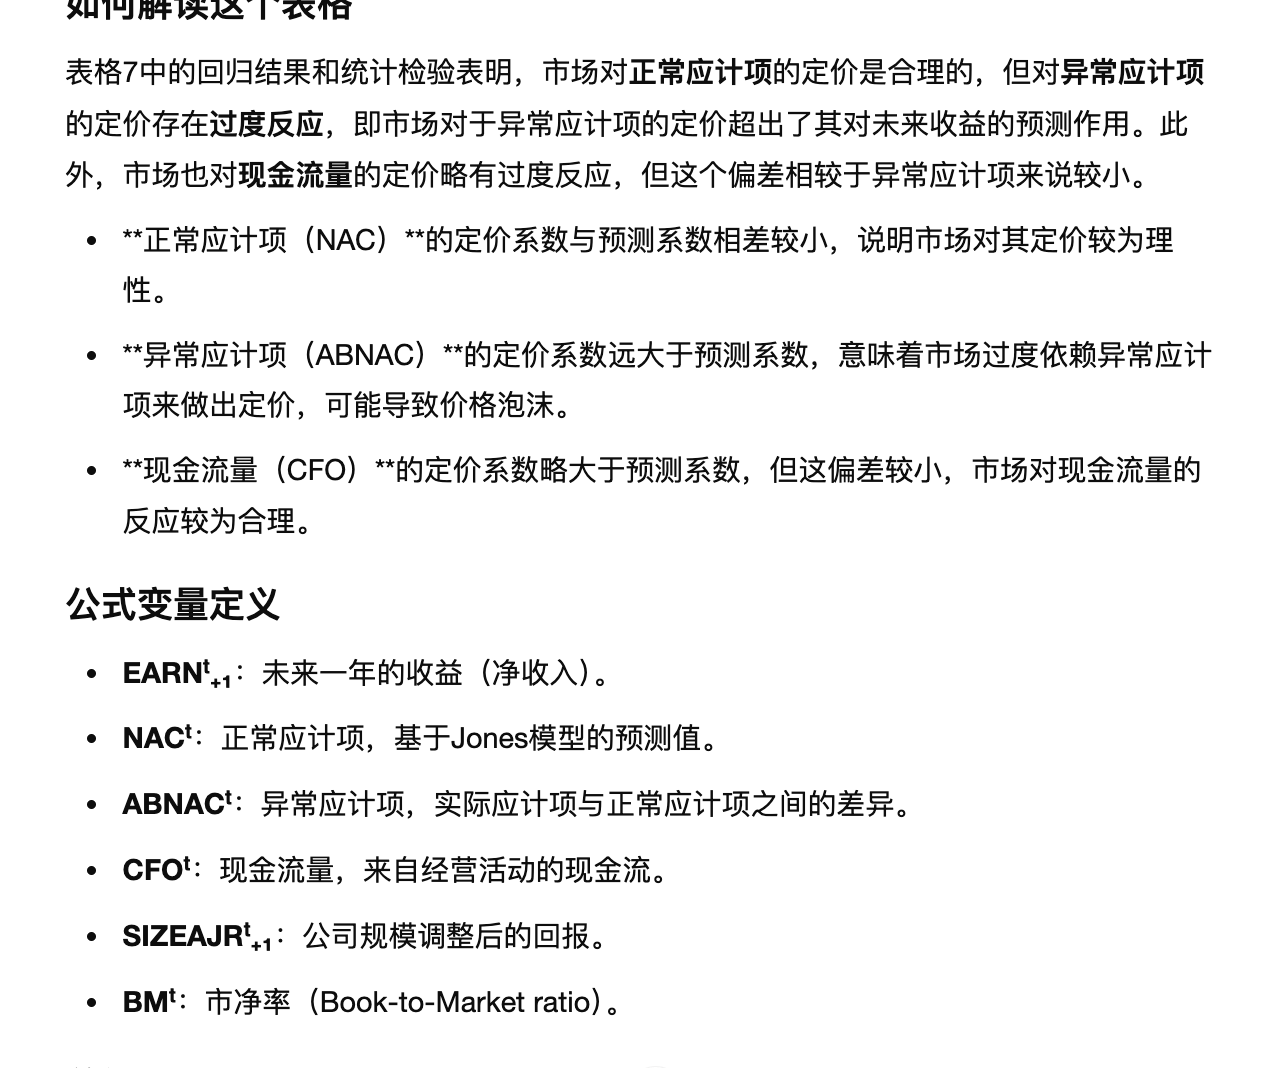 如何解读这个表格
表格7中的回归结果和统计检验表明，市场对正常应计项的定价是合理的，但对异常应计项
的定价存在过度反应，即市场对于异常应计项的定价超出了其对未来收益的预测作用。此
外，市场也对现金流量的定价略有过度反应，但这个偏差相较于异常应计项来说较小。
• **正常应计项（NAC）**的定价系数与预测系数相差较小，说明市场对其定价较为理
性。
• **异常应计项（ABNAC）**的定价系数远大于预测系数，意味着市场过度依赖异常应计
项来做出定价，可能导致价格泡沫。
• **现金流量（CFO）**的定价系数略大于预测系数，但这偏差较小，市场对现金流量的
反应较为合理。
公式变量定义
• EARNᵗ₊₁：未来一年的收益（净收入）。
• NACᵗ：正常应计项，基于Jones模型的预测值。
• ABNACᵗ：异常应计项，实际应计项与正常应计项之间的差异。
• CFOᵗ：现金流量，来自经营活动的现金流。
• SIZEAJRᵗ₊₁：公司规模调整后的回报。
• BMᵗ：市净率（Book-to-Market ratio）。